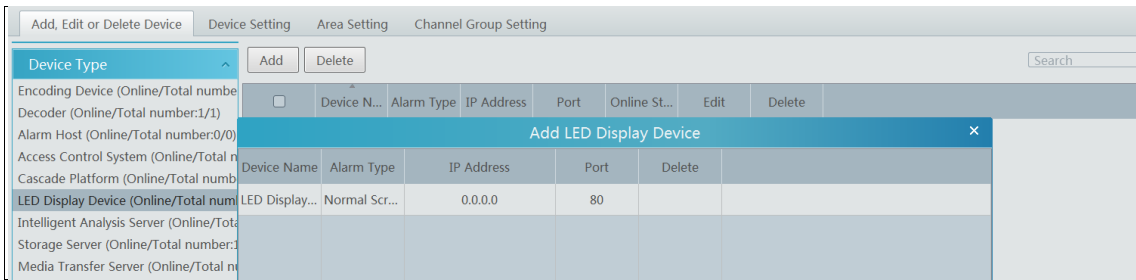 Add, Edit or Delete Device Device Setting Area Setting Channel Group Setting
Device Type
Add Delete Search
Encoding Device (Online/Total numbe
Decoder (Online/Total number:1/1)
Alarm Host (Online/Total number:0/0)
Access Control System (Online/Total n
Cascade Platform (Online/Total numb
LED Display Device (Online/Total num
Intelligent Analysis Server (Online/Tota
Storage Server (Online/Total number:1
Media Transfer Server (Online/Total n
Device N... Alarm Type IP Address Port Online St... Edit Delete
Add LED Display Device
Device Name Alarm Type IP Address Port Delete
LED Display... Normal Scr... 0.0.0.0 80